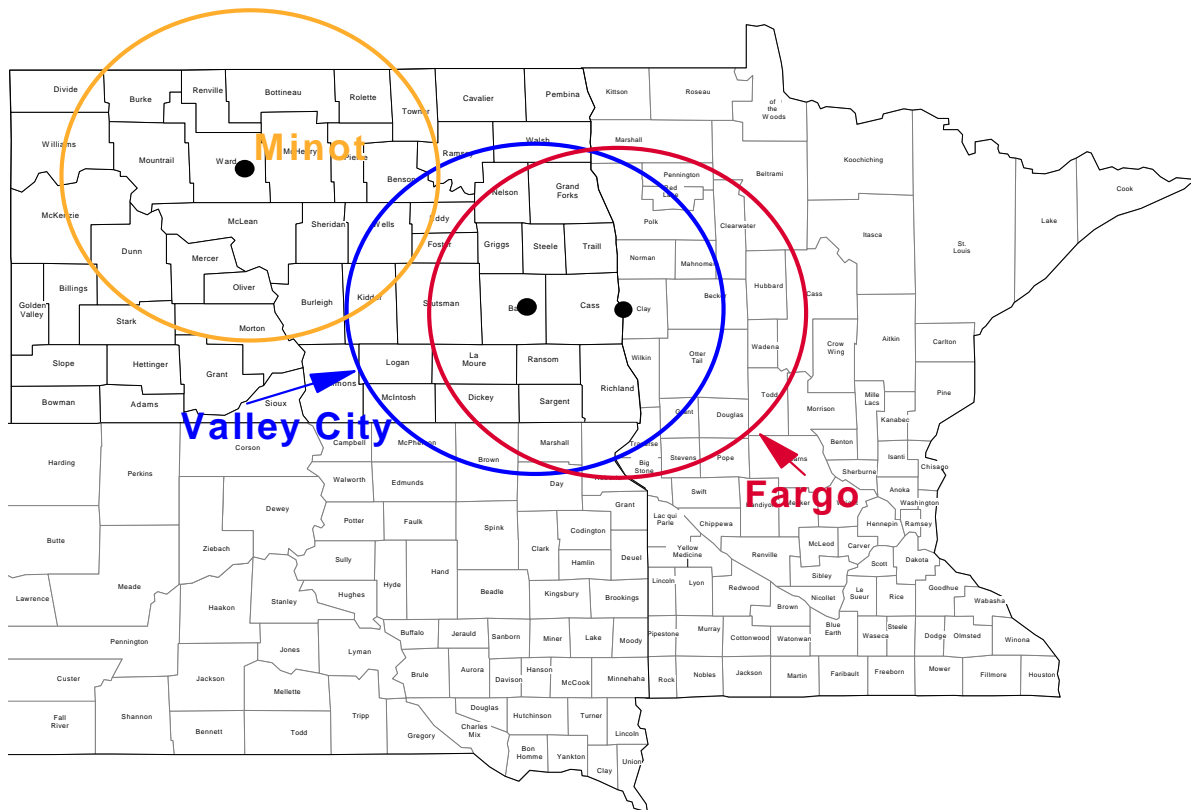 Divide
Burke
Renville
Bottineau
Rolette
Towner
Cavalier
Pembina
Kittson
Roseau
of
the
Woods
Williams
Mountrail
Ward
Minot
McHenry
Pierce
Ramsey
Walsh
Marshall
Koochiching
Benson
Nelson
Grand
Forks
Pennington
Red
Lake
Beltrami
Cook
McKenzie
McLean
Sheridan
Wells
Eddy
Polk
Clearwater
Itasca
Lake
St.
Louis
Dunn
Mercer
Foster
Griggs
Steele
Traill
Norman
Mahnomen
Golden
Valley
Billings
Oliver
Burleigh
Kidder
Stutsman
Cass
Clay
Becker
Hubbard
Cass
Stark
Morton
Slope
Hettinger
Grant
Logan
La
Moure
Ransom
Wilkin
Otter
Tail
Wadena
Crow
Wing
Aitkin
Carlton
Bowman
Adams
Sioux
McIntosh
Dickey
Sargent
Richland
Grant
Douglas
Todd
Morrison
Mille
Lacs
Kanabec
Pine
Valley City
Harding
Perkins
Corson
Campbell
McPherson
Brown
Marshall
Traverse
Big
Stone
Stevens
Pope
Benton
Isanti
Chisago
Sherburne
Walworth
Edmunds
Day
Grant
Swift
Fargo
Anoka
Washington
Butte
Dewey
Ziebach
Potter
Faulk
Spink
Clark
Codington
Hamlin
Deuel
Lac qui
Parle
Chippewa
Yellow
Medicine
Renville
McLeod
Carver
Hennepin
Ramsey
Scott
Dakota
Lawrence
Meade
Haakon
Stanley
Sully
Hughes
Hyde
Hand
Beadle
Kingsbury
Brookings
Lincoln
Lyon
Redwood
Brown
Sibley
Nicollet
Le
Sueur
Rice
Goodhue
Wabasha
Pennington
Jones
Lyman
Buffalo
Jerauld
Sanborn
Miner
Lake
Moody
Pipestone
Murray
Cottonwood
Watonwan
Blue
Earth
Waseca
Steele
Dodge
Olmsted
Winona
Custer
Jackson
Mellette
Brule
Aurora
Davison
Hanson
McCook
Minnehaha
Rock
Nobles
Jackson
Martin
Faribault
Freeborn
Mower
Fillmore
Houston
Fall
River
Shannon
Bennett
Todd
Tripp
Gregory
Douglas
Charles
Mix
Hutchinson
Turner
Lincoln
Bon
Homme
Yankton
Clay
Union